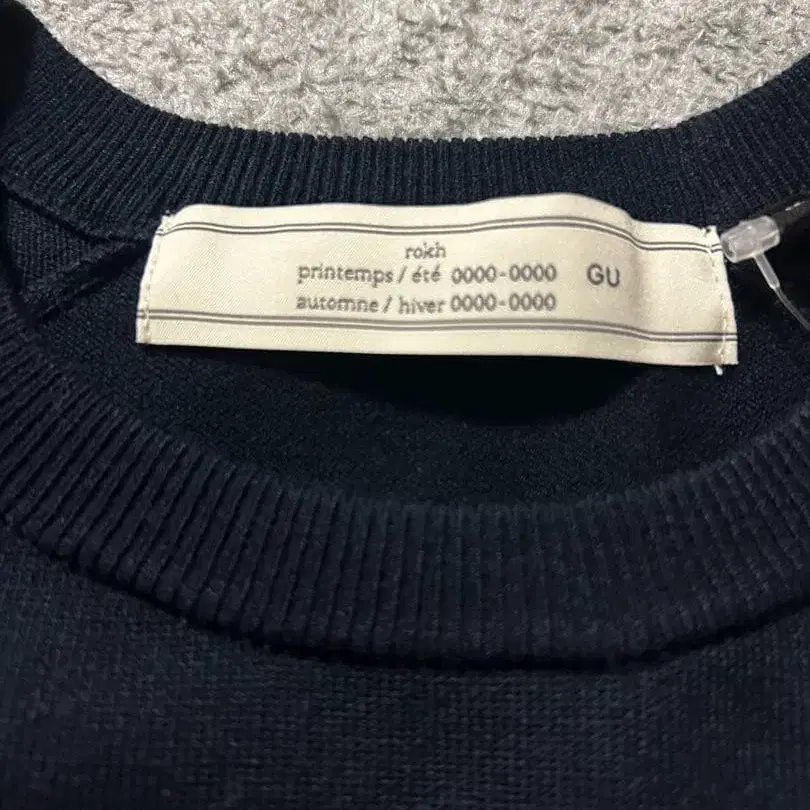 rokh
printemps / été 0000-0000 GU
automne / hiver 0000-0000